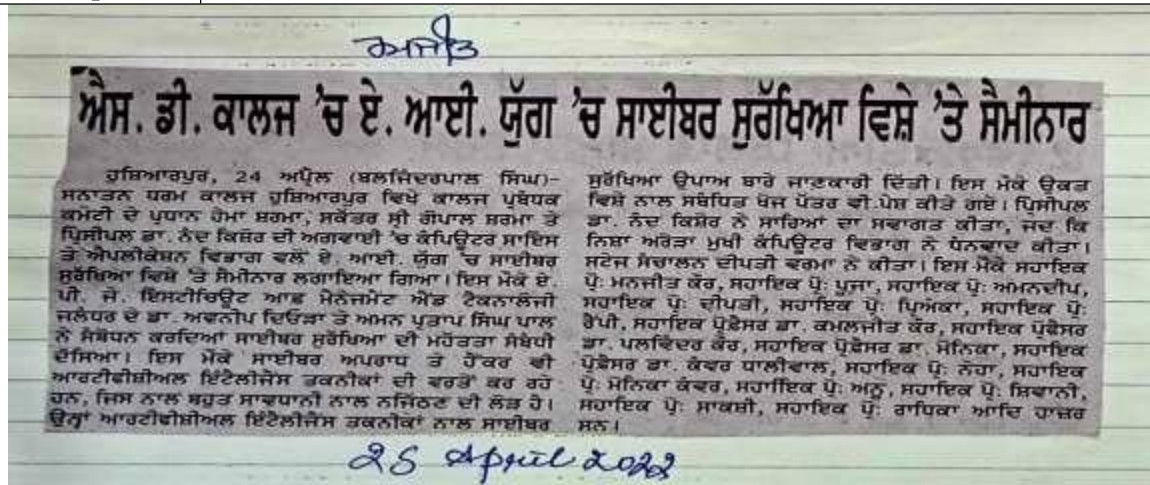 ਅਜੀਤ
ਐਸ. ਡੀ. ਕਾਲਜ 'ਚ ਏ. ਆਈ. ਯੁੱਗ 'ਚ ਸਾਈਬਰ ਸੁਰੱਖਿਆ ਵਿਸ਼ੇ 'ਤੇ ਸੈਮੀਨਾਰ
ਹੁਸ਼ਿਆਰਪੁਰ, 24 ਅਪ੍ਰੈਲ (ਬਲਜਿੰਦਰਪਾਲ ਸਿੰਘ)-
ਸਨਾਤਨ ਧਰਮ ਕਾਲਜ ਹੁਸ਼ਿਆਰਪੁਰ ਵਿਖੇ ਕਾਲਜ ਪ੍ਰਬੰਧਕ
ਕਮੇਟੀ ਦੇ ਪ੍ਰਧਾਨ ਹੇਮਾ ਸ਼ਰਮਾ, ਸਕੱਤਰ ਸ੍ਰੀ ਗੋਪਾਲ ਸ਼ਰਮਾ ਤੇ
ਪ੍ਰਿੰਸੀਪਲ ਡਾ. ਨੰਦ ਕਿਸ਼ੋਰ ਦੀ ਅਗਵਾਈ 'ਚ ਕੰਪਿਊਟਰ ਸਾਇੰਸ
ਤੇ ਐਪਲੀਕੇਸ਼ਨ ਵਿਭਾਗ ਵਲੋਂ ਏ. ਆਈ. ਯੁੱਗ 'ਚ ਸਾਈਬਰ
ਸੁਰੱਖਿਆ ਵਿਸ਼ੇ 'ਤੇ ਸੈਮੀਨਾਰ ਲਗਾਇਆ ਗਿਆ। ਇਸ ਮੌਕੇ ਏ.
ਪੀ. ਜੇ. ਇੰਸਟੀਚਿਊਟ ਆਫ਼ ਮੈਨੇਜਮੈਂਟ ਐਂਡ ਟੈਕਨਾਲੋਜੀ
ਜਲੰਧਰ ਦੇ ਡਾ. ਅਵਨੀਪ ਦਿਓੜਾ ਤੇ ਅਮਨ ਪ੍ਰਤਾਪ ਸਿੰਘ ਪਾਲ
ਨੇ ਸੰਬੋਧਨ ਕਰਦਿਆਂ ਸਾਈਬਰ ਸੁਰੱਖਿਆ ਦੀ ਮਹੱਤਤਾ ਸੰਬੰਧੀ
ਦੱਸਿਆ। ਇਸ ਮੌਕੇ ਸਾਈਬਰ ਅਪਰਾਧ ਤੇ ਹੈਕਰ ਵੀ
ਆਰਟੀਫੀਸ਼ੀਅਲ ਇੰਟੈਲੀਜੈਂਸ ਤਕਨੀਕਾਂ ਦੀ ਵਰਤੋਂ ਕਰ ਰਹੇ
ਹਨ, ਜਿਸ ਨਾਲ ਬਹੁਤ ਸਾਵਧਾਨੀ ਨਾਲ ਨਜਿੱਠਣ ਦੀ ਲੋੜ ਹੈ।
ਉਨ੍ਹਾਂ ਆਰਟੀਫੀਸ਼ੀਅਲ ਇੰਟੈਲੀਜੈਂਸ ਤਕਨੀਕਾਂ ਨਾਲ ਸਾਈਬਰ
ਸੁਰੱਖਿਆ ਉਪਾਅ ਬਾਰੇ ਜਾਣਕਾਰੀ ਦਿੱਤੀ। ਇਸ ਮੌਕੇ ਉਕਤ
ਵਿਸ਼ੇ ਨਾਲ ਸਬੰਧਿਤ ਖੋਜ ਪੱਤਰ ਵੀ ਪੇਸ਼ ਕੀਤੇ ਗਏ। ਪ੍ਰਿੰਸੀਪਲ
ਡਾ. ਨੰਦ ਕਿਸ਼ੋਰ ਨੇ ਸਾਰਿਆਂ ਦਾ ਸਵਾਗਤ ਕੀਤਾ, ਜਦ ਕਿ
ਨਿਸ਼ਾ ਅਰੋੜਾ ਮੁਖੀ ਕੰਪਿਊਟਰ ਵਿਭਾਗ ਨੇ ਧੰਨਵਾਦ ਕੀਤਾ।
ਸਟੇਜ ਸੰਚਾਲਨ ਦੀਪਤੀ ਵਰਮਾ ਨੇ ਕੀਤਾ। ਇਸ ਮੌਕੇ ਸਹਾਇਕ
ਪ੍ਰੋ: ਮਨਜੀਤ ਕੌਰ, ਸਹਾਇਕ ਪ੍ਰੋ: ਪੂਜਾ, ਸਹਾਇਕ ਪ੍ਰੋ: ਅਮਨਦੀਪ,
ਸਹਾਇਕ ਪ੍ਰੋ: ਦੀਪਤੀ, ਸਹਾਇਕ ਪ੍ਰੋ: ਪ੍ਰਿਅੰਕਾ, ਸਹਾਇਕ ਪ੍ਰੋ:
ਸਹਾਇਕ ਪ੍ਰੋਫ਼ੈਸਰ ਡਾ. ਕਮਲਜੀਤ ਕੌਰ, ਸਹਾਇਕ ਪ੍ਰੋਫ਼ੈਸਰ
ਡਾ. ਪਲਵਿੰਦਰ ਕੌਰ, ਸਹਾਇਕ ਪ੍ਰੋਫ਼ੈਸਰ ਡਾ. ਮੋਨਿਕਾ, ਸਹਾਇਕ
ਪ੍ਰੋਫ਼ੈਸਰ ਡਾ. ਕੰਵਰ ਧਾਲੀਵਾਲ, ਸਹਾਇਕ ਪ੍ਰੋ: ਨੇਹਾ, ਸਹਾਇਕ
ਪ੍ਰੋ: ਮੋਨਿਕਾ ਕੰਵਰ, ਸਹਾਇਕ ਪ੍ਰੋ: ਅਨੂ, ਸਹਾਇਕ ਪ੍ਰੋ: ਸ਼ਿਵਾਨੀ,
ਸਹਾਇਕ ਪ੍ਰੋ: ਸਾਕਸ਼ੀ, ਸਹਾਇਕ ਪ੍ਰੋ: ਰਾਧਿਕਾ ਆਦਿ ਹਾਜ਼ਰ
ਸਨ।
25 April 2022